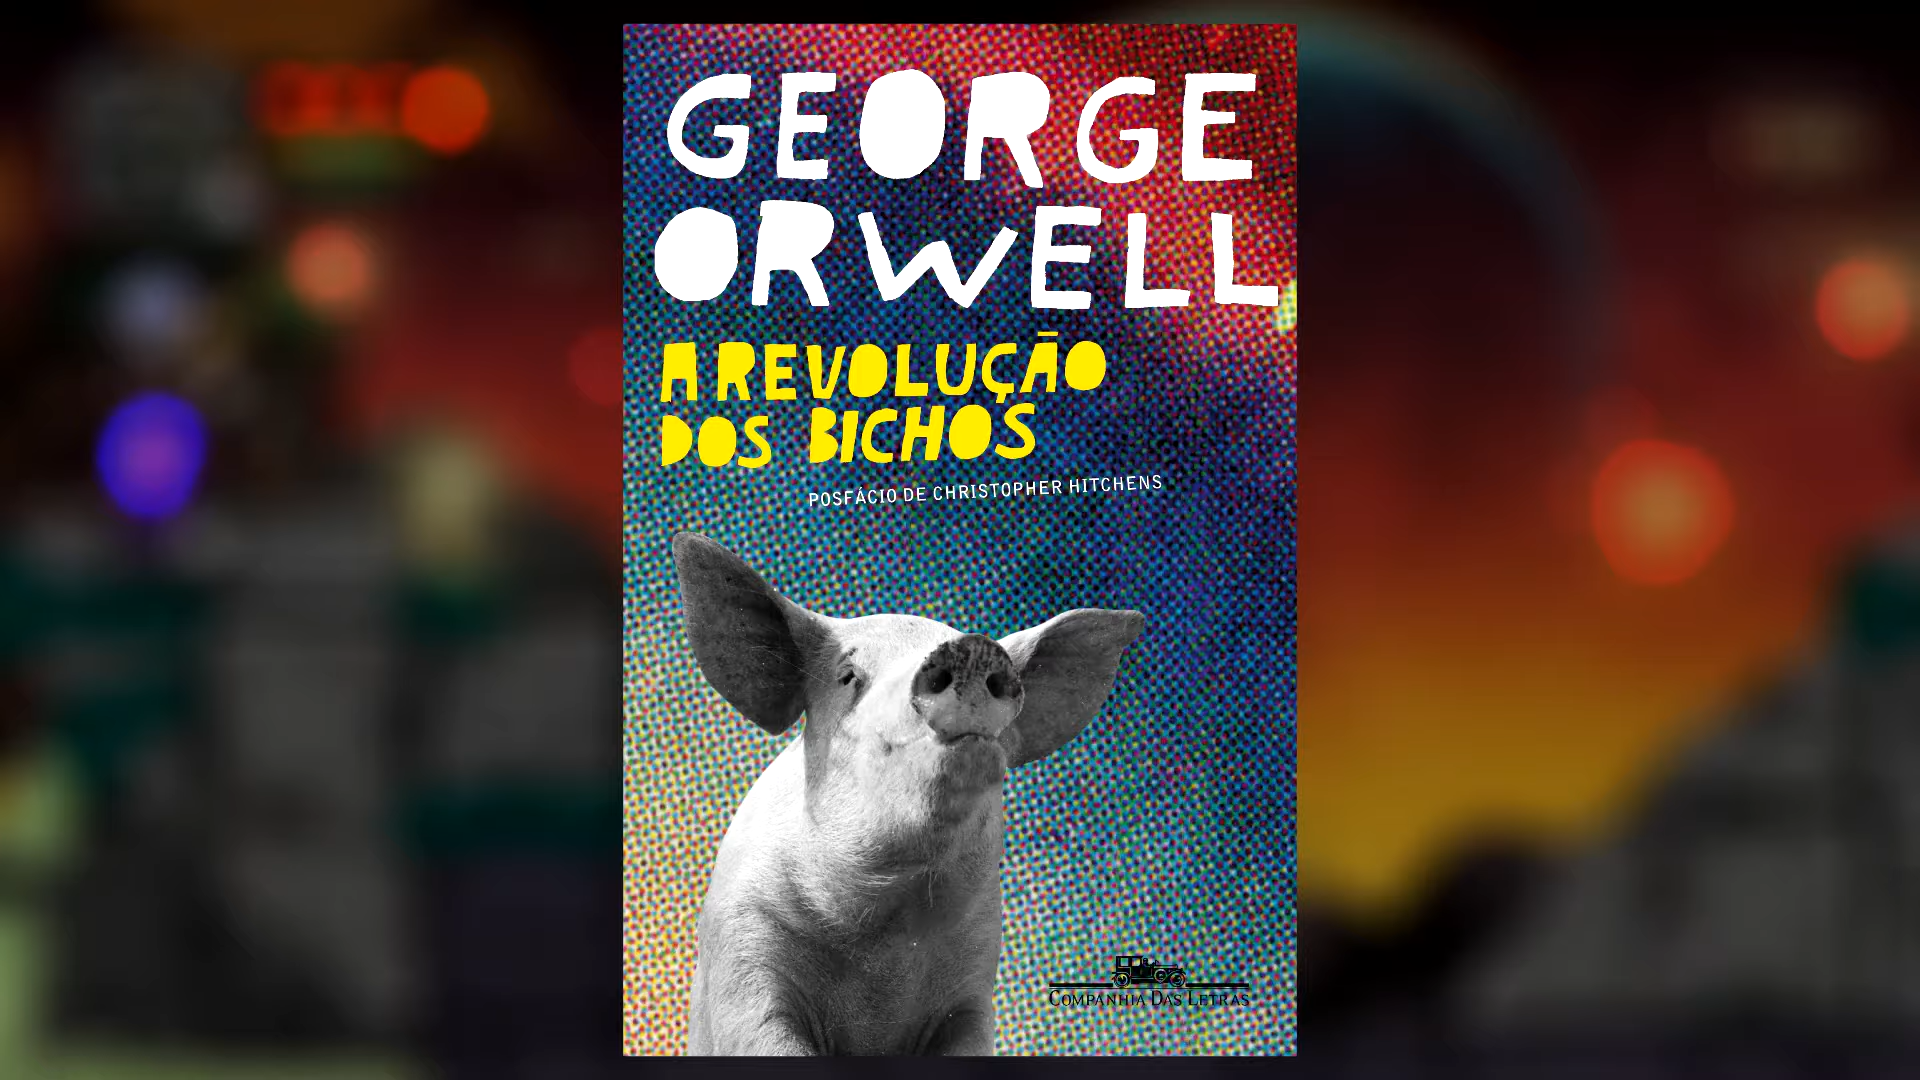 GEORGE
ORWELL
A REVOLUÇÃO
DOS BICHOS
POSFÁCIO DE CHRISTOPHER HITCHENS
COMPANHIA DAS LETRAS